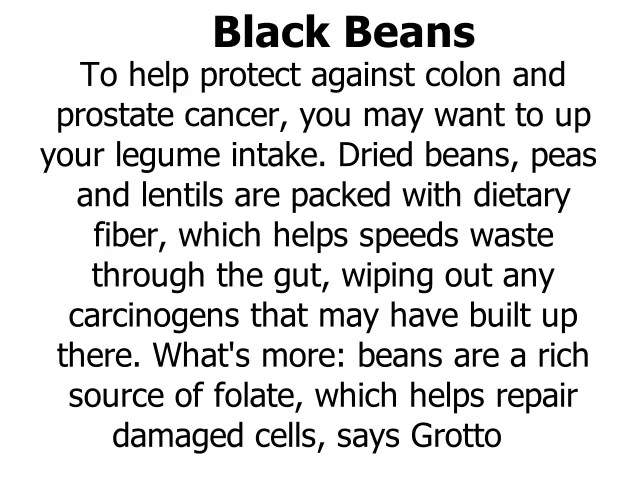 Black Beans
To help protect against colon and
prostate cancer, you may want to up
your legume intake. Dried beans, peas
and lentils are packed with dietary
fiber, which helps speeds waste
through the gut, wiping out any
carcinogens that may have built up
there. What's more: beans are a rich
source of folate, which helps repair
damaged cells, says Grotto